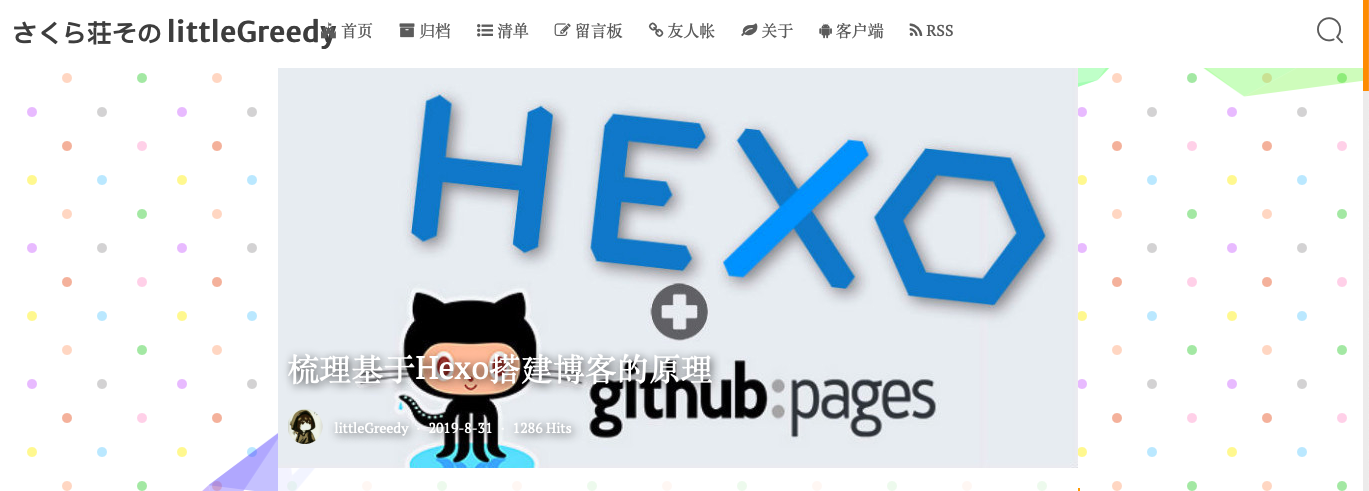 さくら荘その littleGreedy 首页 归档 清单 留言板 友人帐 关于 客户端 RSS
HEXO
梳理基于Hexo搭建博客的原理
github:pages
littleGreedy · 2019-8-31 · 1286 Hits